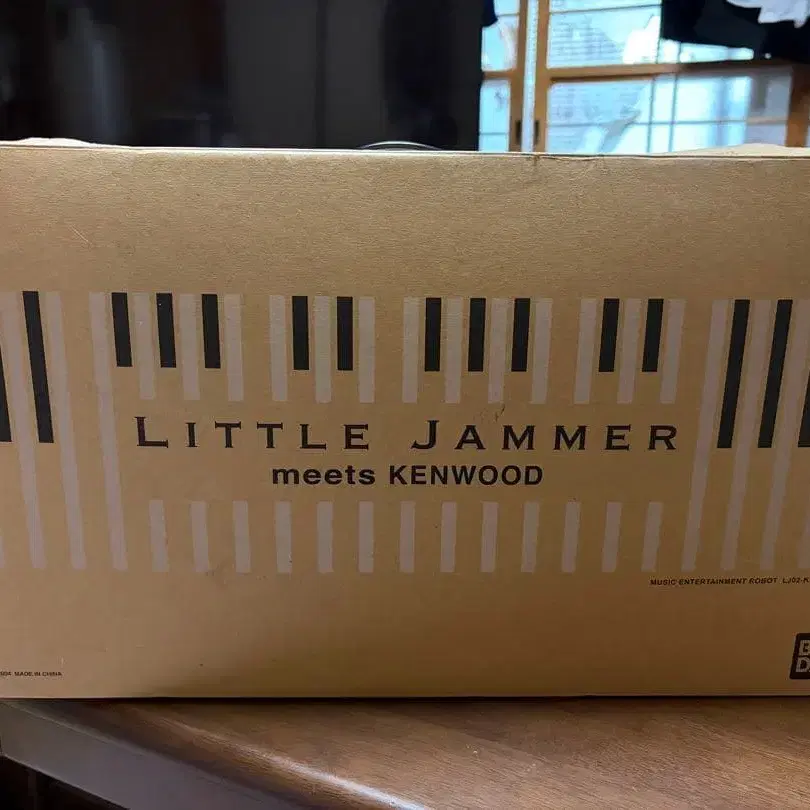 LITTLE JAMMER
meets KENWOOD
MUSIC ENTERTAINMENT ROBOT LJ02-K
MADE IN CHINA